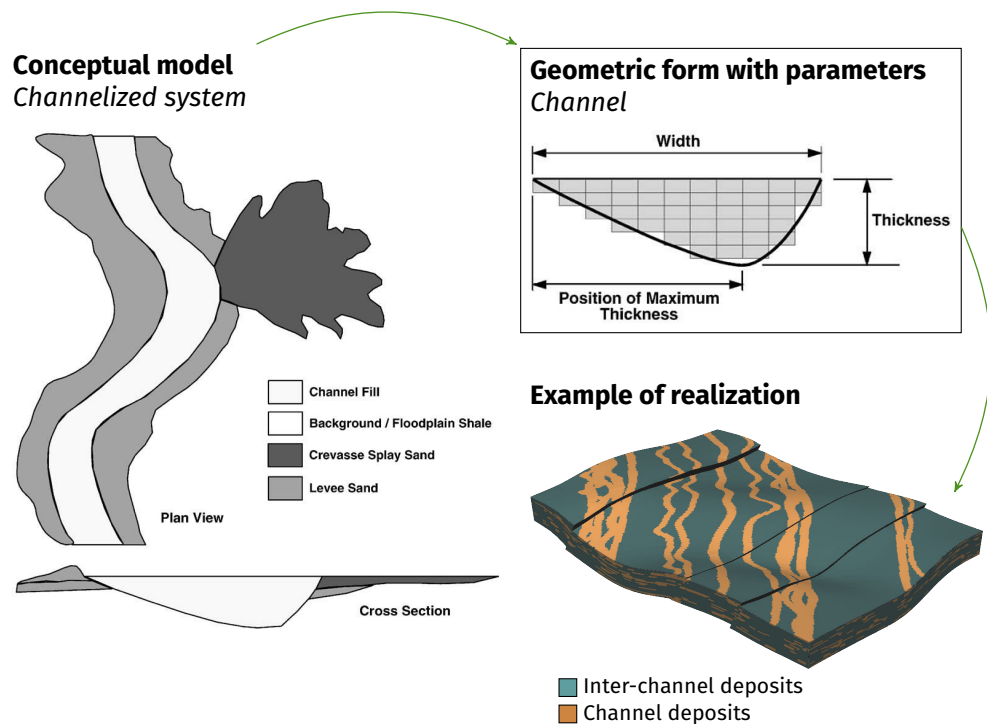 Conceptual model
Channelized system
Channel Fill
Background / Floodplain Shale
Crevasse Splay Sand
Levee Sand
Plan View
Cross Section
Geometric form with parameters
Channel
Width
Thickness
Position of Maximum
Thickness
Example of realization
Inter-channel deposits
Channel deposits